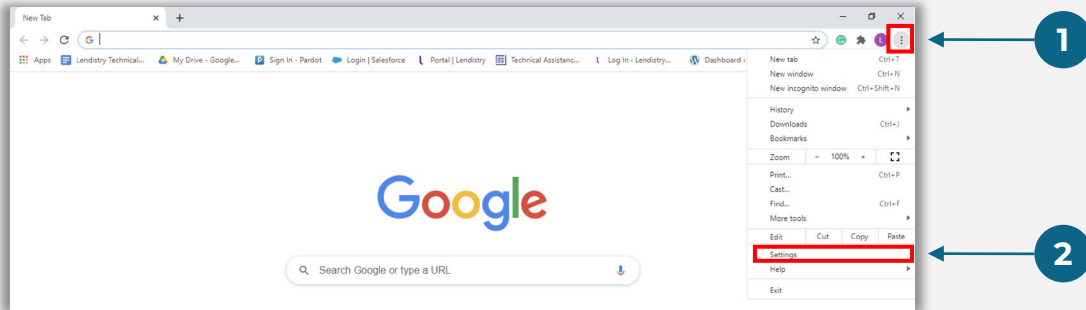 New Tab
Apps Lendistry Technical... My Drive - Google... Sign In - Pardot Login | Salesforce Portal | Lendistry Technical Assistanc... Log In ‹ Lendistry... Dashboard ‹
New tab Ctrl+T
New window Ctrl+N
New incognito window Ctrl+Shift+N
History
Downloads Ctrl+J
Bookmarks
Zoom - 100% +
Print... Ctrl+P
Cast...
Find... Ctrl+F
More tools
Edit Cut Copy Paste
Settings
Help
Exit
Google
Search Google or type a URL
1
2